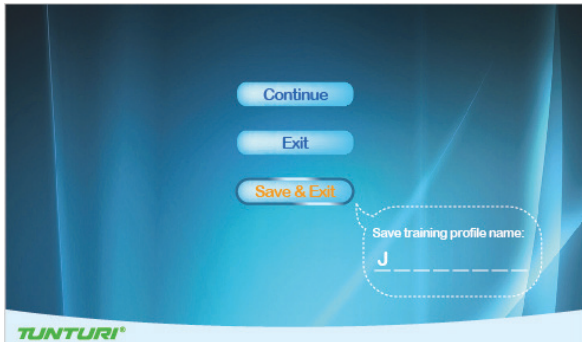 Continue
Exit
Save & Exit
Save training profile name:
J _ _ _ _ _ _ _
TUNTURI®